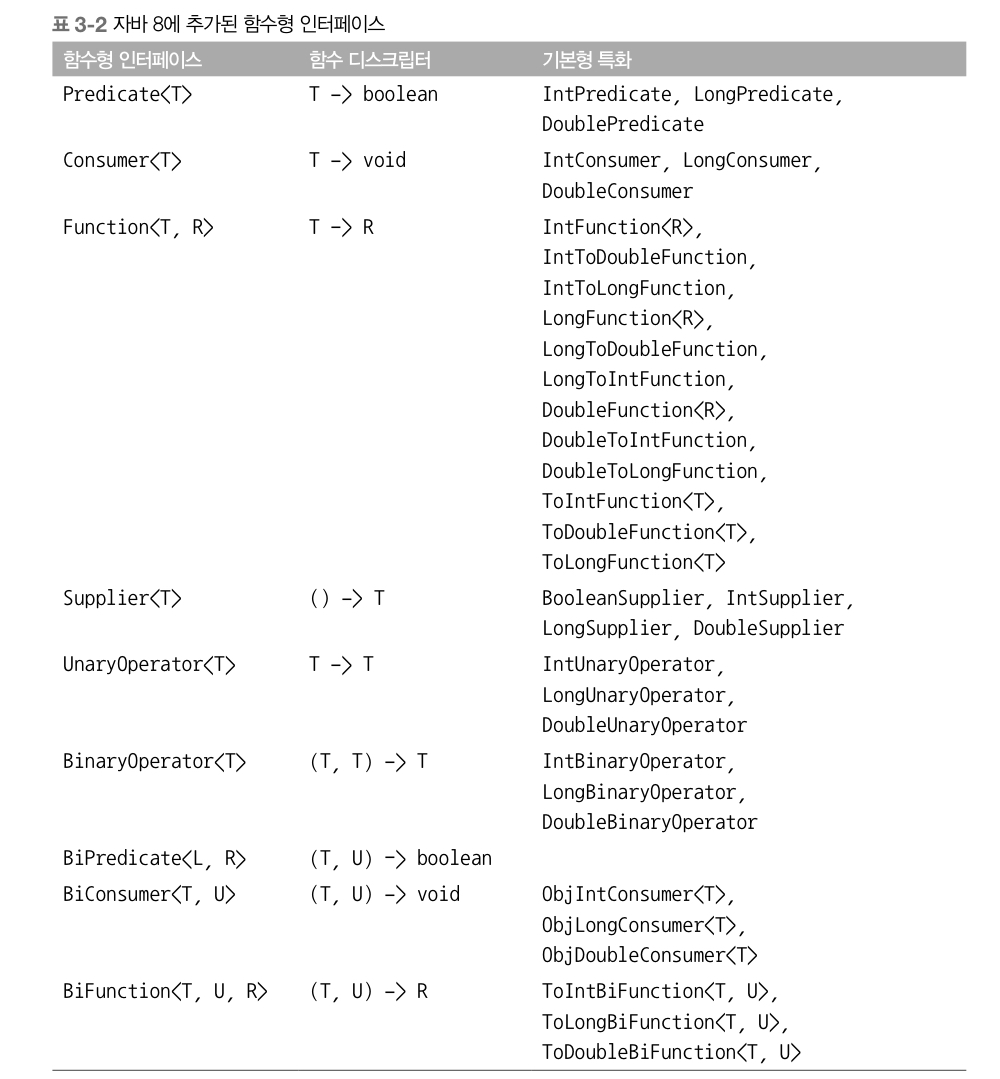 표 3-2 자바 8에 추가된 함수형 인터페이스
함수형 인터페이스 함수 디스크립터 기본형 특화
Predicate<T> T -> boolean IntPredicate, LongPredicate,
DoublePredicate
Consumer<T> T -> void IntConsumer, LongConsumer,
DoubleConsumer
Function<T, R> T -> R IntFunction<R>,
IntToDoubleFunction,
IntToLongFunction,
LongFunction<R>,
LongToDoubleFunction,
LongToIntFunction,
DoubleFunction<R>,
DoubleToIntFunction,
DoubleToLongFunction,
ToIntFunction<T>,
ToDoubleFunction<T>,
ToLongFunction<T>
Supplier<T> () -> T BooleanSupplier, IntSupplier,
LongSupplier, DoubleSupplier
UnaryOperator<T> T -> T IntUnaryOperator,
LongUnaryOperator,
DoubleUnaryOperator
BinaryOperator<T> (T, T) -> T IntBinaryOperator,
LongBinaryOperator,
DoubleBinaryOperator
BiPredicate<L, R> (T, U) -> boolean
BiConsumer<T, U> (T, U) -> void ObjIntConsumer<T>,
ObjLongConsumer<T>,
ObjDoubleConsumer<T>
BiFunction<T, U, R> (T, U) -> R ToIntBiFunction<T, U>,
ToLongBiFunction<T, U>,
ToDoubleBiFunction<T, U>